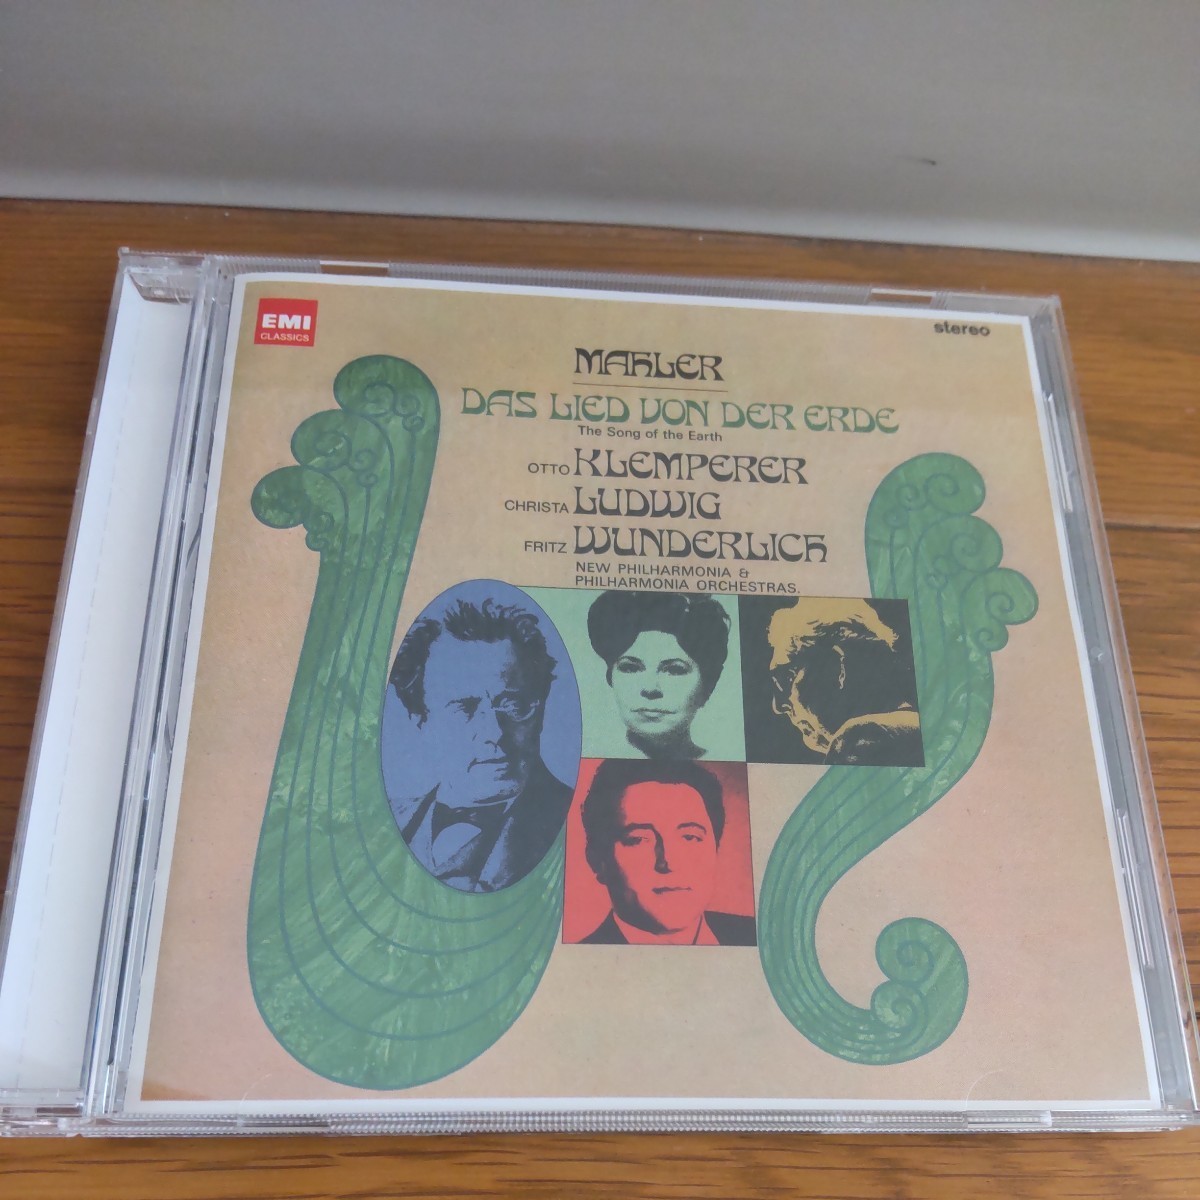 EMI
CLASSICS
stereo
MAHLER
DAS LIED VON DER ERDE
The Song of the Earth
OTTO KLEMPERER
CHRISTA LUDWIG
FRITZ WUNDERLICH
NEW PHILHARMONIA &
PHILHARMONIA ORCHESTRAS.